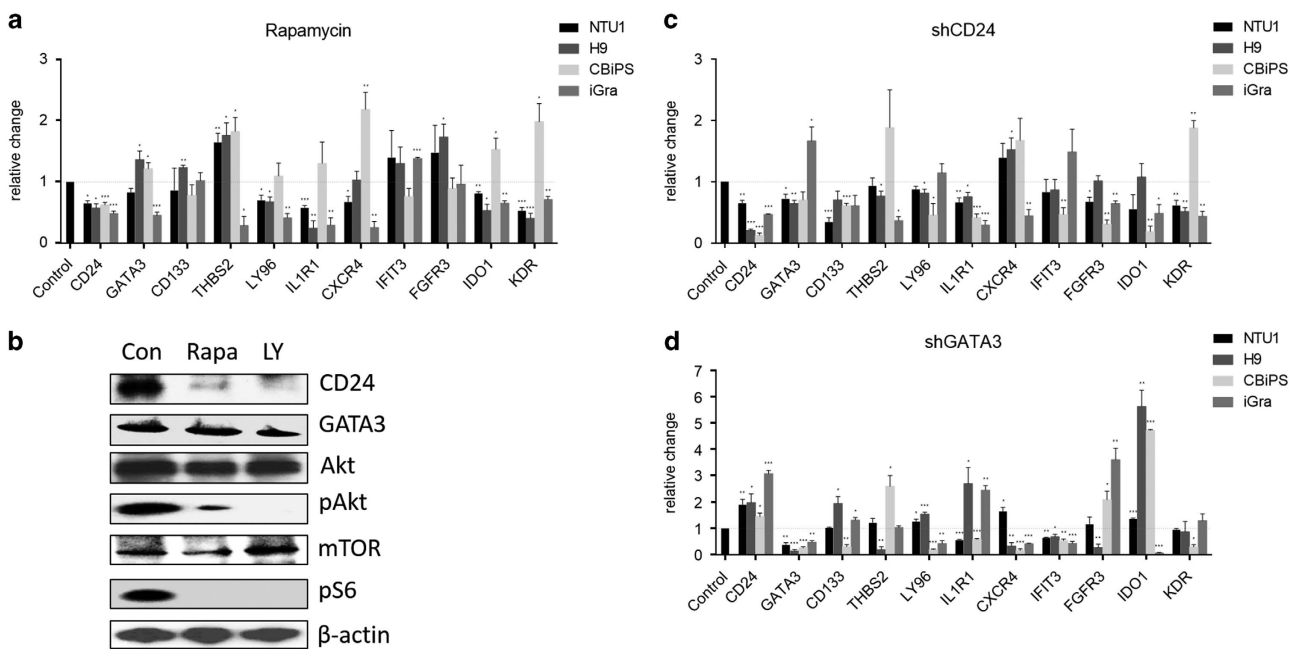 a
Rapamycin
NTU1
H9
CBiPS
iGra
relative change
3
2
1
0
Control
CD24
GATA3
CD133
THBS2
LY96
IL1R1
CXCR4
IFIT3
FGFR3
IDO1
KDR
b
Con Rapa LY
CD24
GATA3
Akt
pAkt
mTOR
pS6
β-actin
c
shCD24
NTU1
H9
CBiPS
iGra
relative change
3
2
1
0
Control
CD24
GATA3
CD133
THBS2
LY96
IL1R1
CXCR4
IFIT3
FGFR3
IDO1
KDR
d
shGATA3
NTU1
H9
CBiPS
iGra
relative change
7
6
5
4
3
2
1
0
Control
CD24
GATA3
CD133
THBS2
LY96
IL1R1
CXCR4
IFIT3
FGFR3
IDO1
KDR